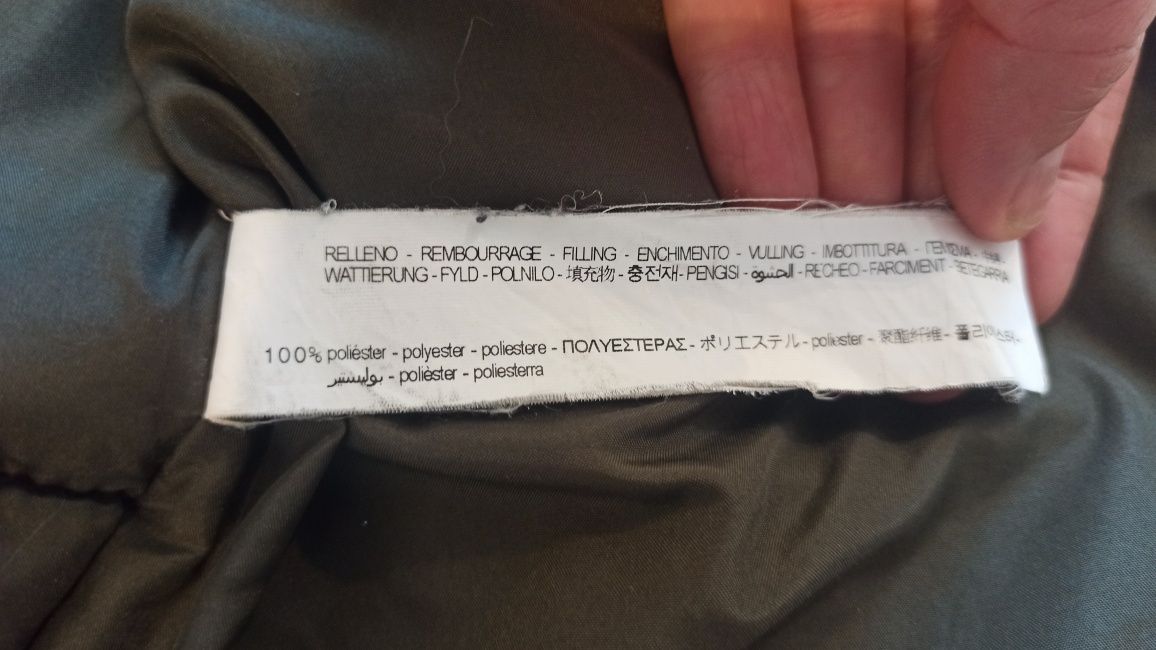 RELLENO - REMBOURRAGE - FILLING - ENCHIMENTO - VULLING - IMBOTTITURA - ΓΕΜΙΣΜΑ -
WATTIERUNG - FYLD - POLNILO - 填充物 - 충전재 - PENGISI - الحشوة - RECHEO - FARCIMENT - BETEGARRIA
100% poliéster - polyester - poliestere - ΠΟΛΥΕΣΤΕΡΑΣ - ポリエステル - poliester - 聚酯纤维 - 폴리에스터 -
بوليستر - polièster - poliesterra